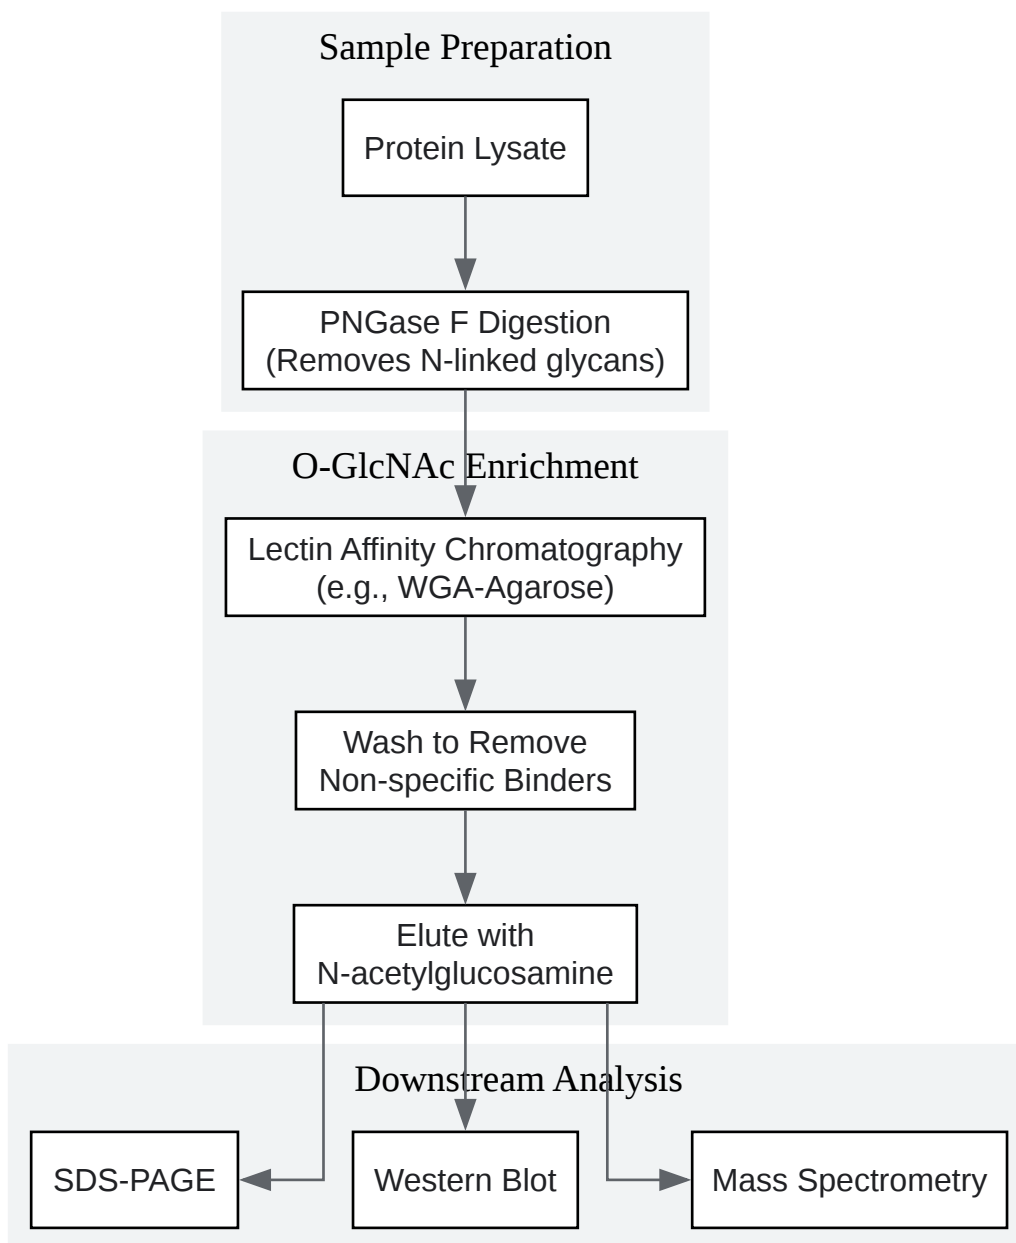 Sample Preparation
Protein Lysate
PNGase F Digestion
(Removes N-linked glycans)
O-GlcNAc Enrichment
Lectin Affinity Chromatography
(e.g., WGA-Agarose)
Wash to Remove
Non-specific Binders
Elute with
N-acetylglucosamine
Downstream Analysis
SDS-PAGE
Western Blot
Mass Spectrometry